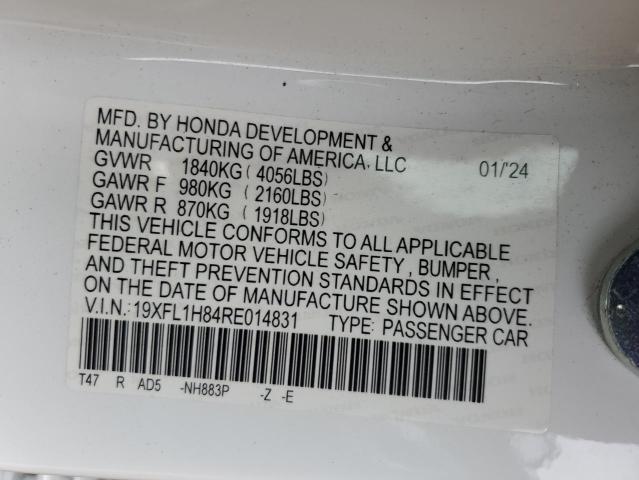 MFD. BY HONDA DEVELOPMENT &
MANUFACTURING OF AMERICA, LLC 01/'24
GVWR 1840KG ( 4056LBS)
GAWR F 980KG ( 2160LBS)
GAWR R 870KG ( 1918LBS)
THIS VEHICLE CONFORMS TO ALL APPLICABLE
FEDERAL MOTOR VEHICLE SAFETY , BUMPER ,
AND THEFT PREVENTION STANDARDS IN EFFECT
ON THE DATE OF MANUFACTURE SHOWN ABOVE.
V.I.N.:19XFL1H84RE014831 TYPE: PASSENGER CAR
T47 R AD5 -NH883P -Z -E